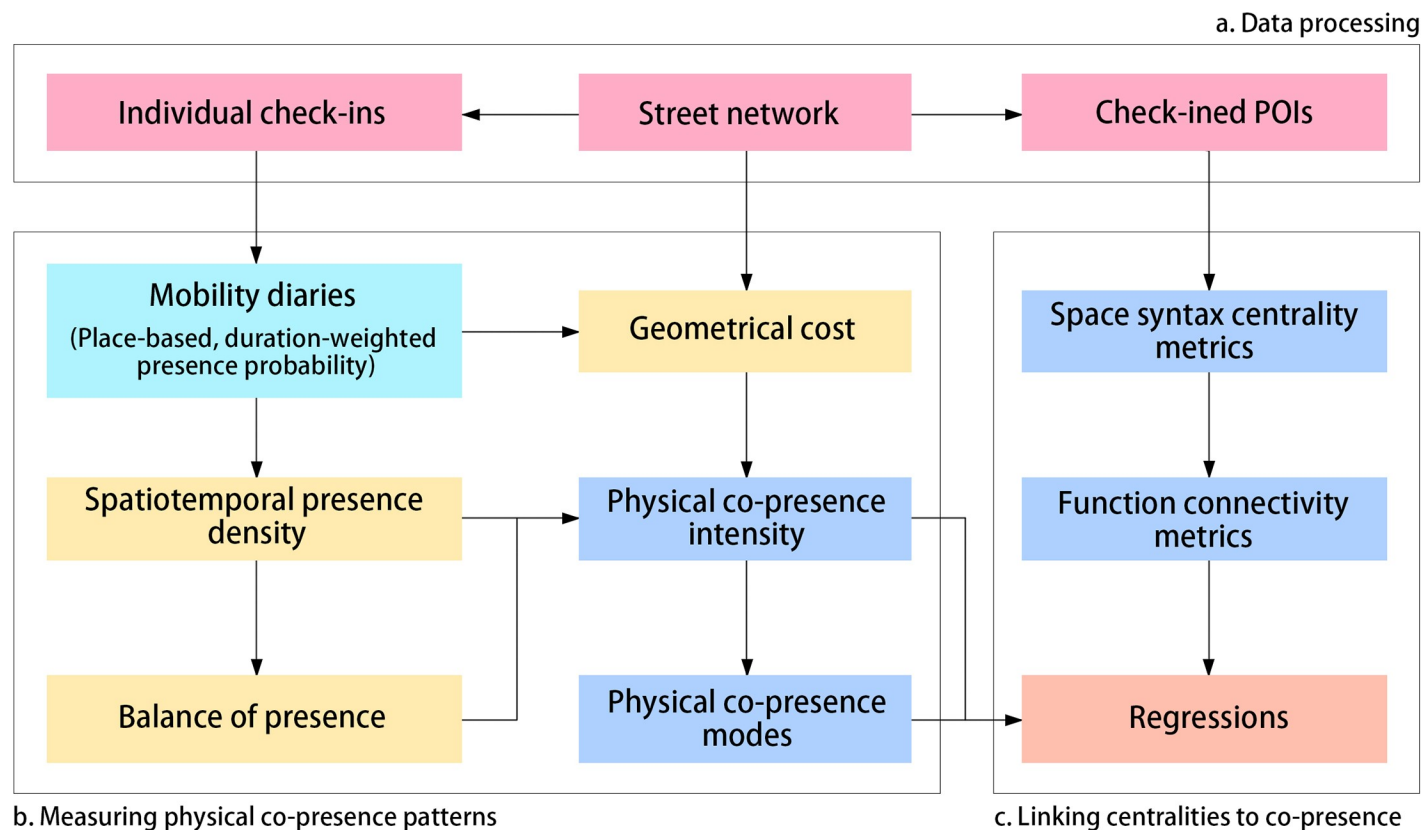 a. Data processing
Individual check-ins
Street network
Check-ined POIs
Mobility diaries
(Place-based, duration-weighted
presence probability)
Geometrical cost
Space syntax centrality
metrics
Spatiotemporal presence
density
Physical co-presence
intensity
Function connectivity
metrics
Balance of presence
Physical co-presence
modes
Regressions
b. Measuring physical co-presence patterns
c. Linking centralities to co-presence